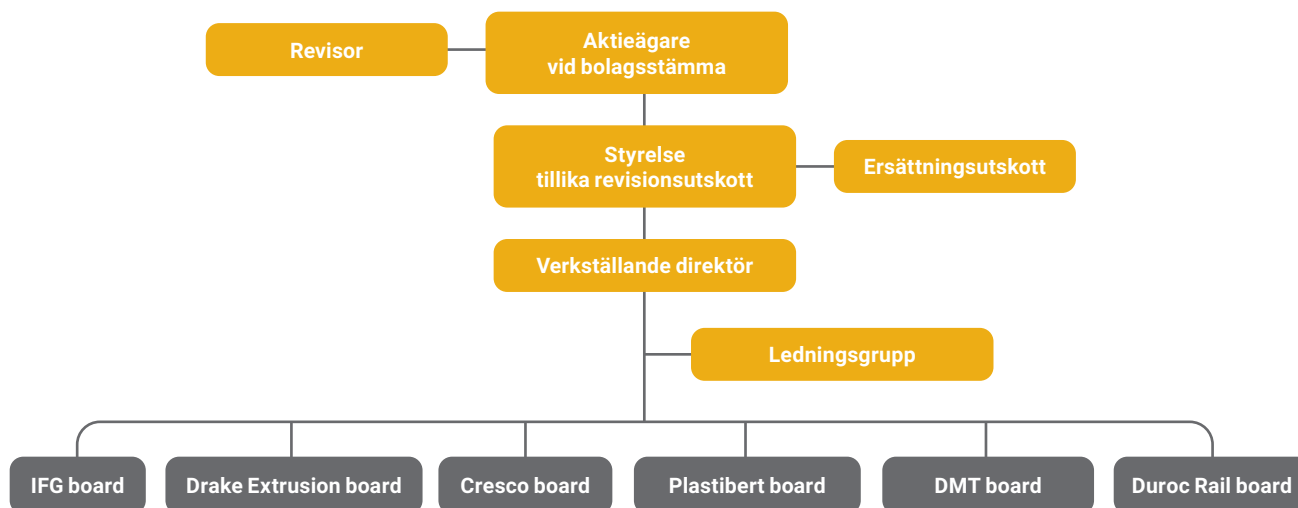 Revisor
Aktieägare
vid bolagsstämma
Styrelse
tillika revisionsutskott
Ersättningsutskott
Verkställande direktör
Ledningsgrupp
IFG board
Drake Extrusion board
Cresco board
Plastibert board
DMT board
Duroc Rail board